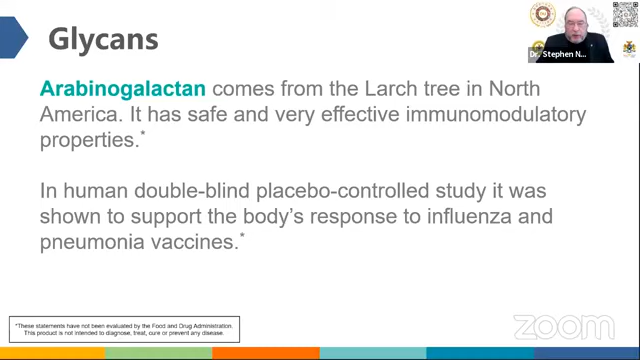 Glycans
Dr. Stephen N...
Arabinogalactan comes from the Larch tree in North
America. It has safe and very effective immunomodulatory
properties.*
In human double-blind placebo-controlled study it was
shown to support the body's response to influenza and
pneumonia vaccines.*
*These statements have not been evaluated by the Food and Drug Administration.
This product is not intended to diagnose, treat, cure or prevent any disease.
zoom